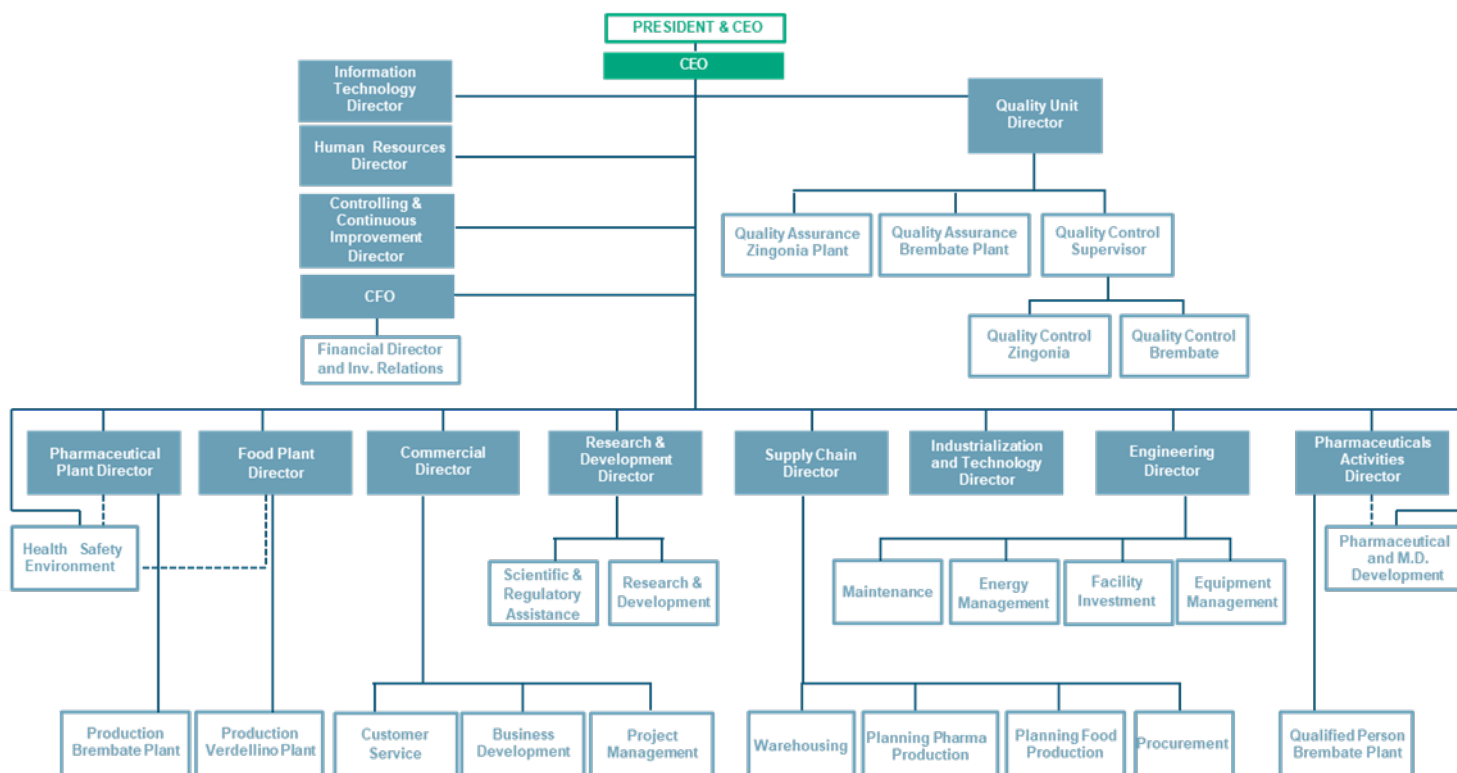 PRESIDENT & CEO
CEO
Information
Technology
Director
Quality Unit
Director
Human Resources
Director
Controlling &
Continuous
Improvement
Director
Quality Assurance
Zingonia Plant
Quality Assurance
Brembate Plant
Quality Control
Supervisor
CFO
Financial Director
and Inv. Relations
Quality Control
Zingonia
Quality Control
Brembate
Pharmaceutical
Plant Director
Food Plant
Director
Commercial
Director
Research &
Development
Director
Supply Chain
Director
Industrialization
and Technology
Director
Engineering
Director
Pharmaceuticals
Activities
Director
Health Safety
Environment
Scientific &
Regulatory
Assistance
Research &
Development
Maintenance
Energy
Management
Facility
Investment
Equipment
Management
Pharmaceutical
and M.D.
Development
Production
Brembate Plant
Production
Verdellino Plant
Customer
Service
Business
Development
Project
Management
Warehousing
Planning Pharma
Production
Planning Food
Production
Procurement
Qualified Person
Brembate Plant